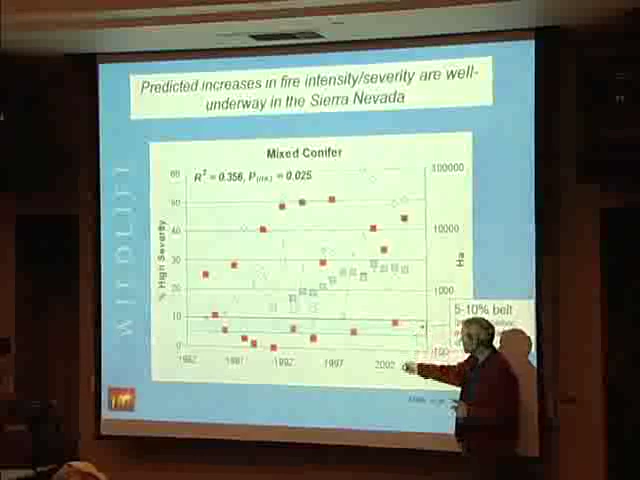 Predicted increases in fire intensity/severity are well-
underway in the Sierra Nevada
WILDLIFE
Mixed Conifer
R² = 0.356, P(lin.) = 0.025
% High Severity
60
50
40
30
20
10
0
1982
1987
1992
1997
2002
100000
10000
1000
100
Ha
5-10% belt